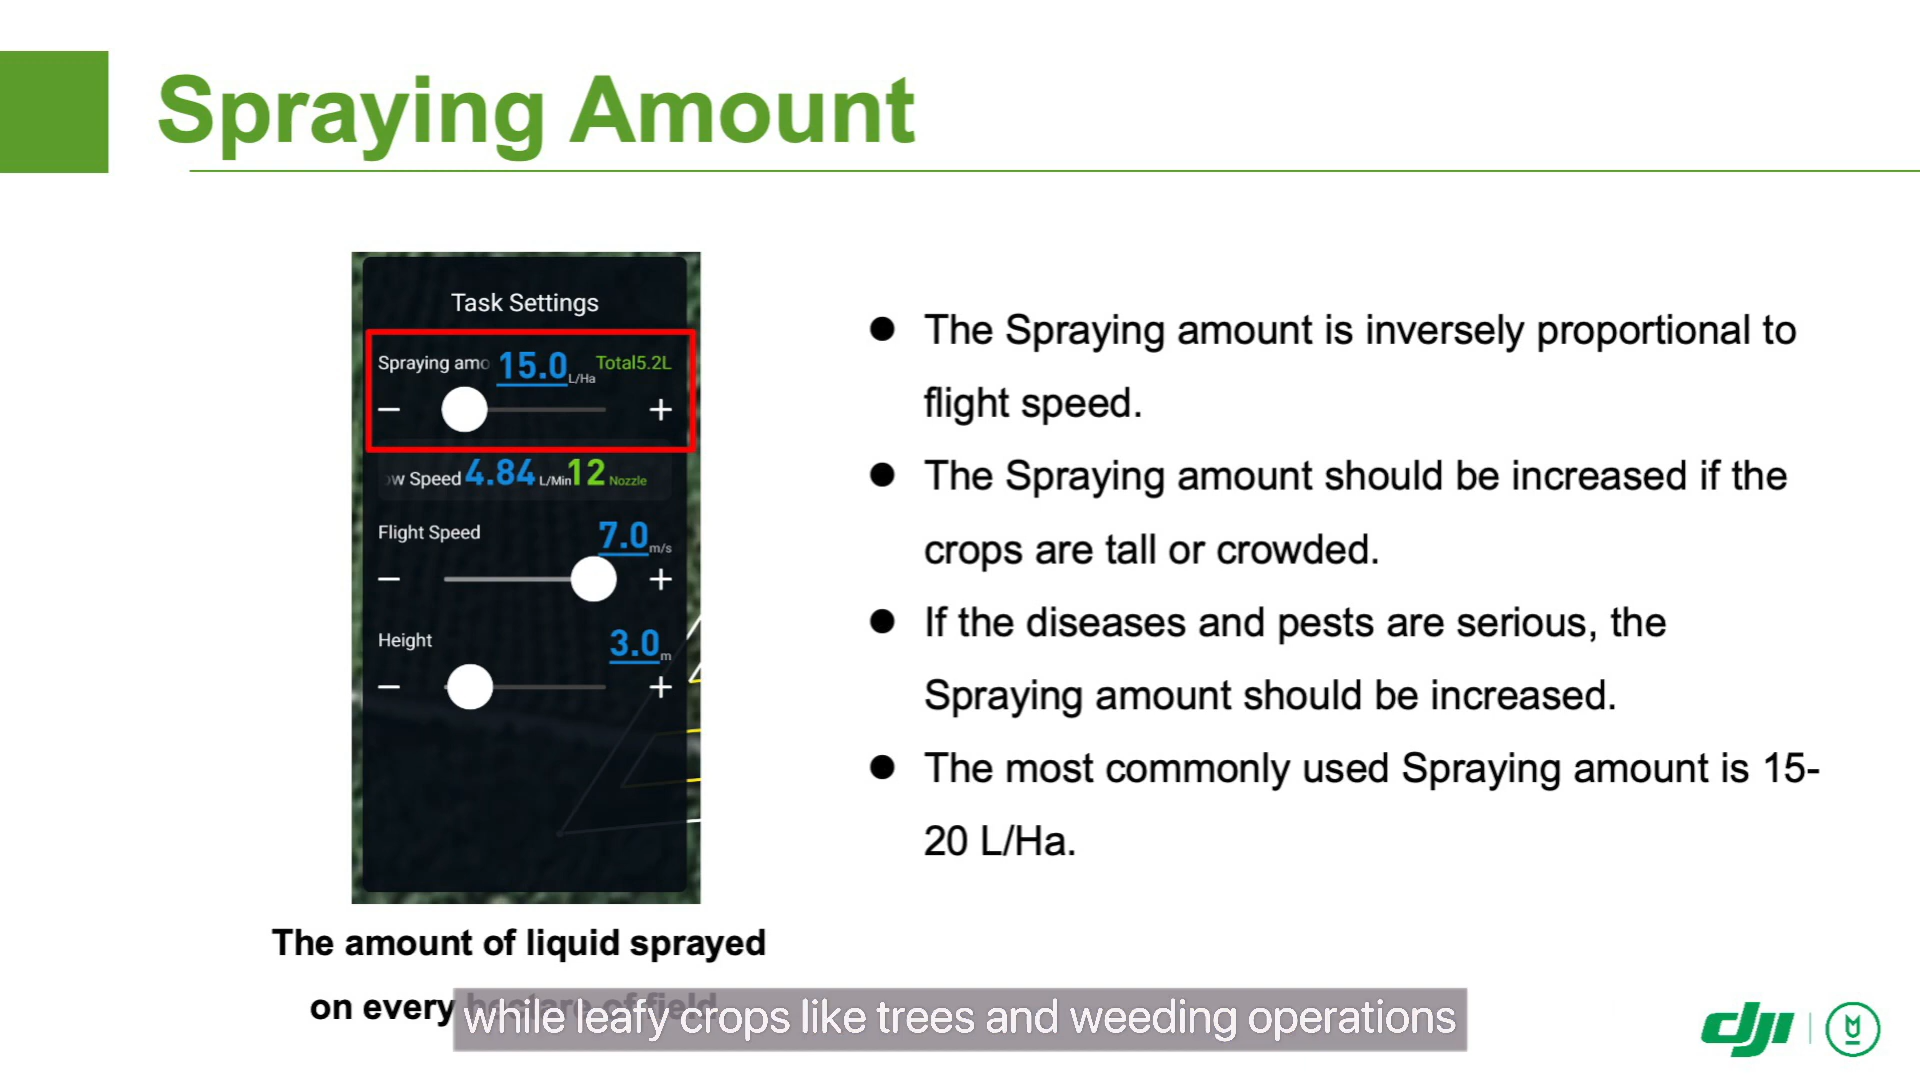 Spraying Amount
Task Settings
Spraying amo 15.0 L/Ha Total5.2L
w Speed 4.84 L/Min 12 Nozzle
Flight Speed 7.0 m/s
Height 3.0 m
The amount of liquid sprayed
on every hectare of field
● The Spraying amount is inversely proportional to
flight speed.
● The Spraying amount should be increased if the
crops are tall or crowded.
● If the diseases and pests are serious, the
Spraying amount should be increased.
● The most commonly used Spraying amount is 15-
20 L/Ha.
while leafy crops like trees and weeding operations
dji